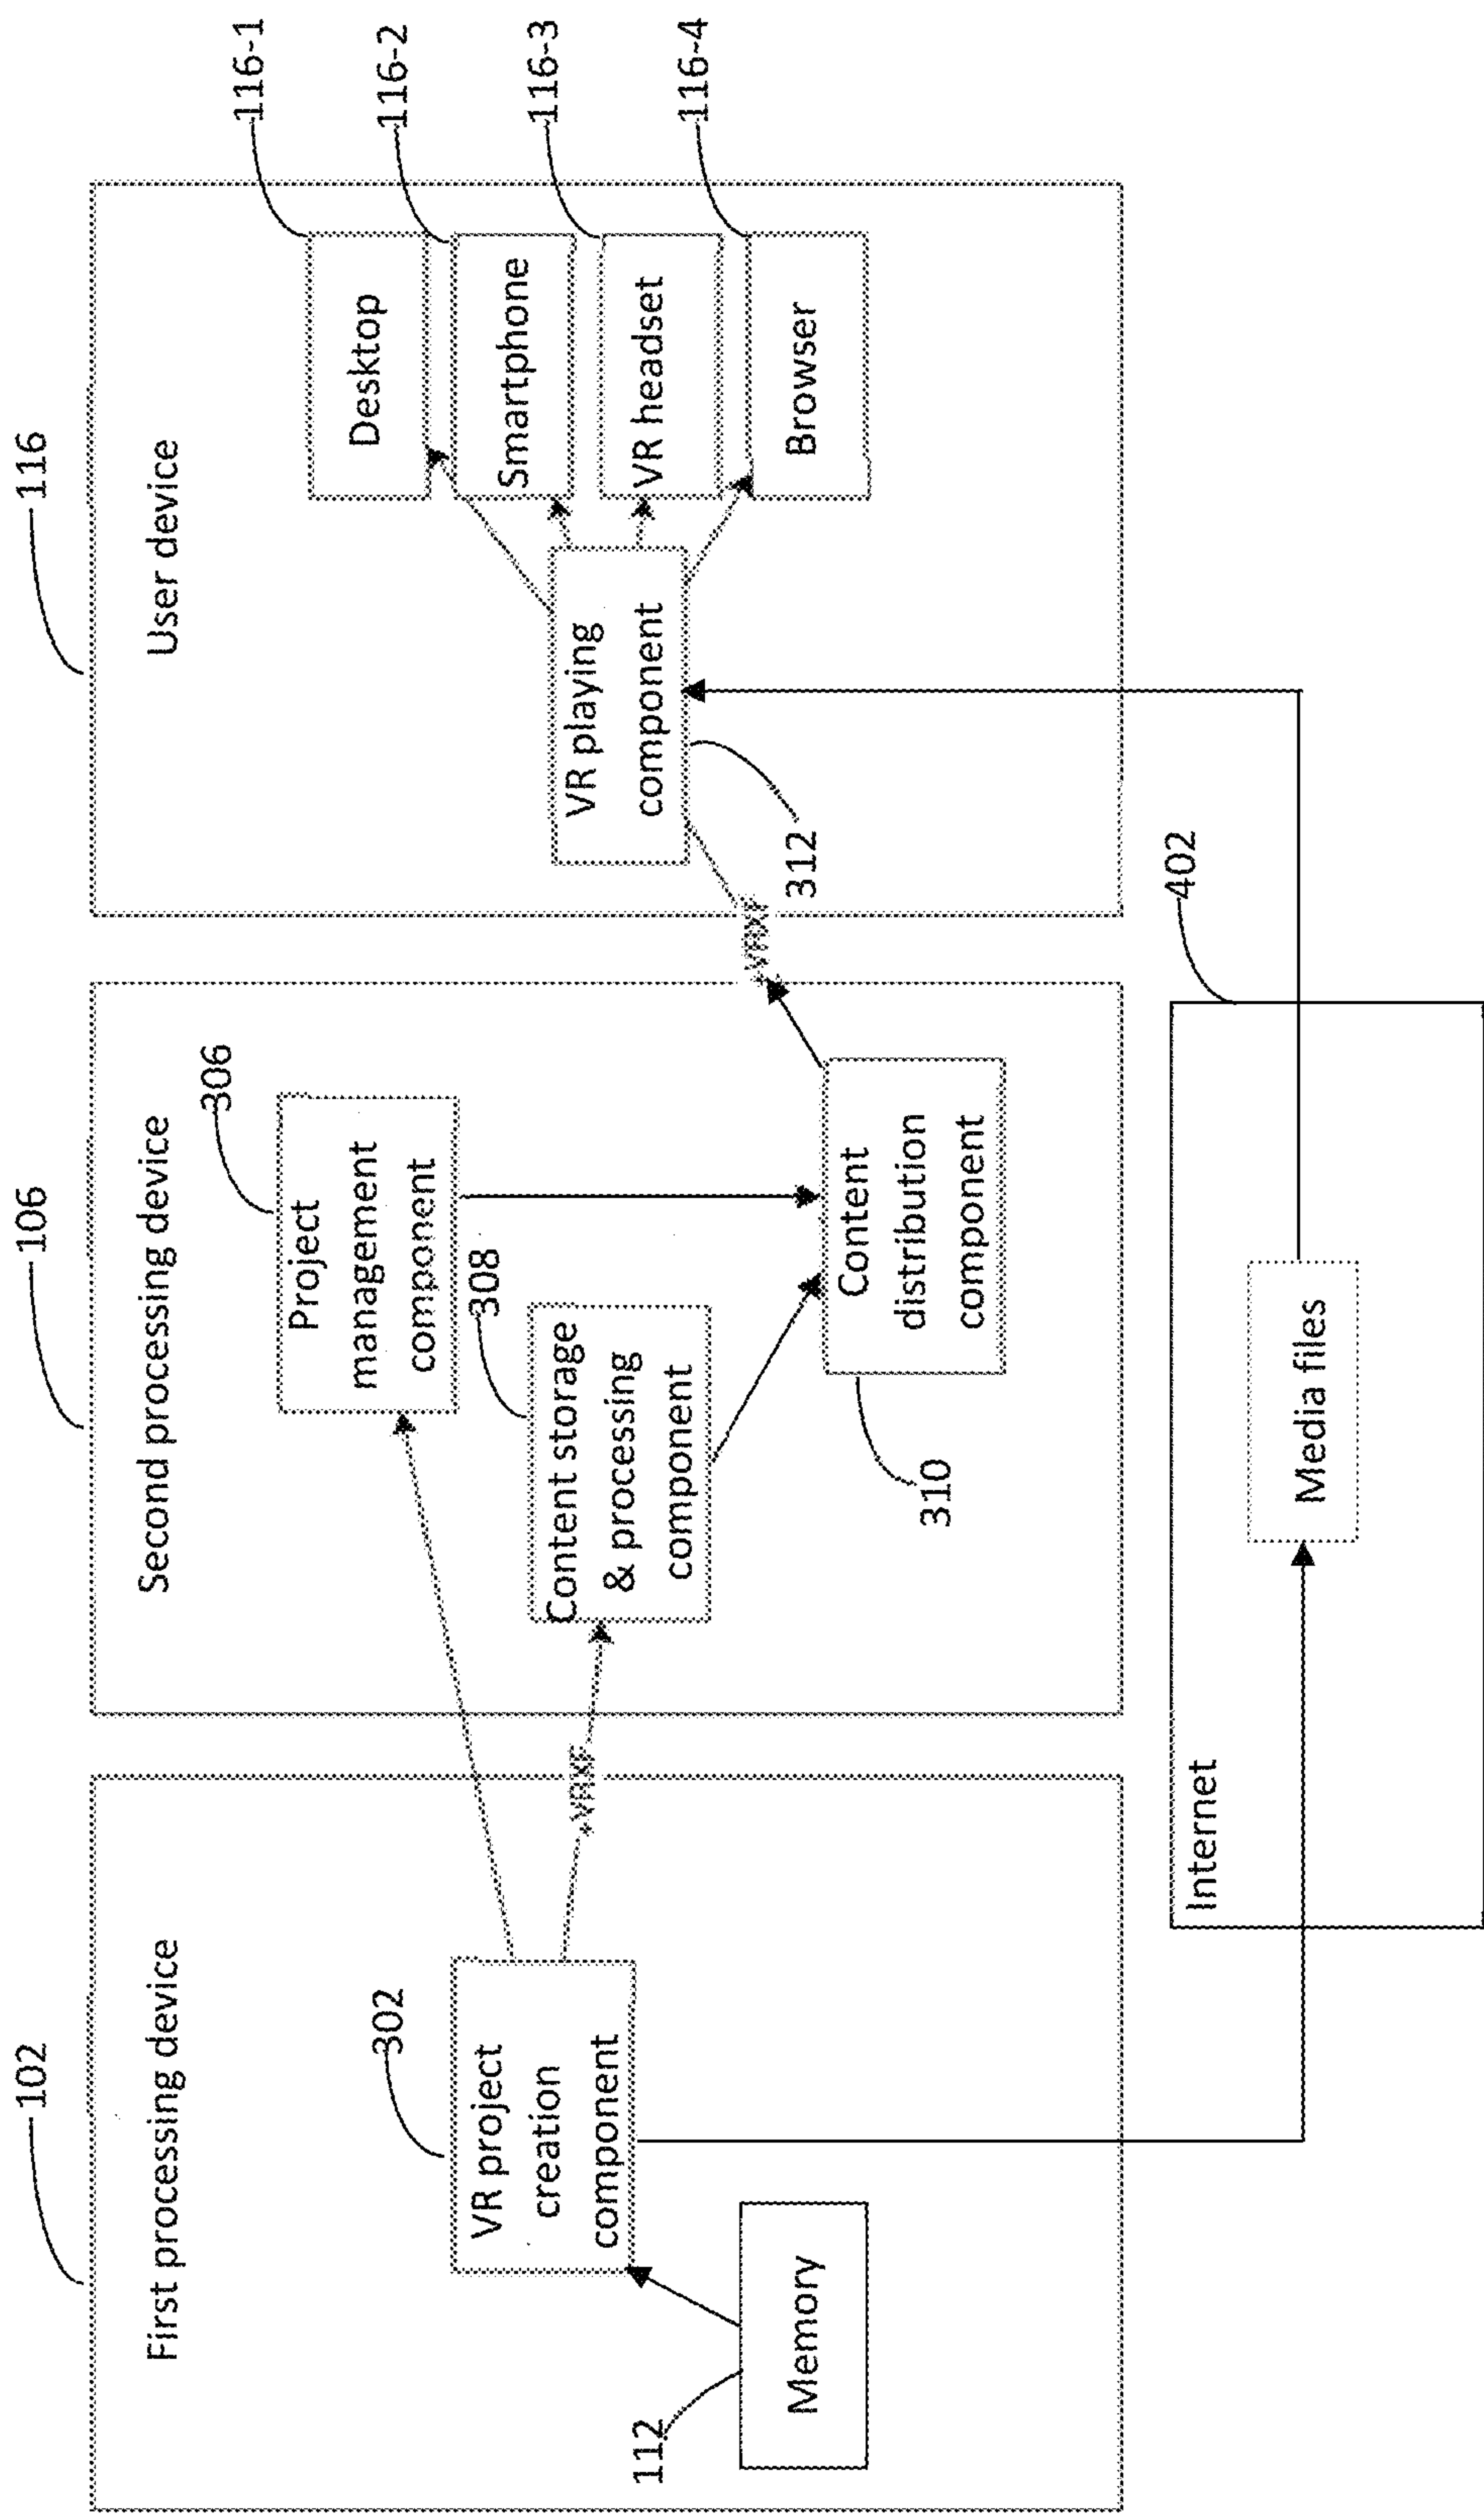 102
First processing device
302
VR project
creation
component
112
Memory
.VRXF
106
Second processing device
306
Project
management
component
308
Content storage
& processing
component
310
Content
distribution
component
.VRXF
116
User device
312
VR playing
component
116-1
Desktop
116-2
Smartphone
116-3
VR headset
116-4
Browser
402
Internet
Media files